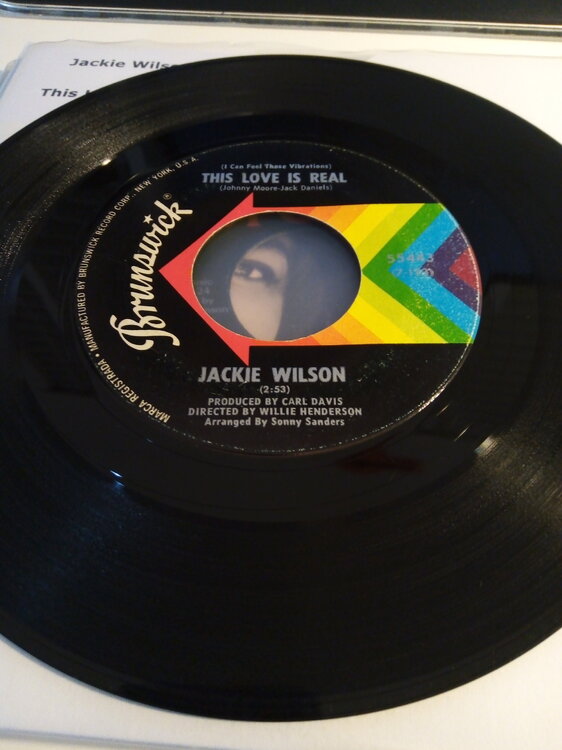 Jackie Wils
This
(I Can Feel Those Vibrations)
THIS LOVE IS REAL
(Johnny Moore-Jack Daniels)
Brunswick®
MANUFACTURED BY BRUNSWICK RECORD CORP. NEW YORK, U.S.A.
MARCA REGISTRADA •
55443
JACKIE WILSON
(2:53)
PRODUCED BY CARL DAVIS
DIRECTED BY WILLIE HENDERSON
Arranged By Sonny Sanders